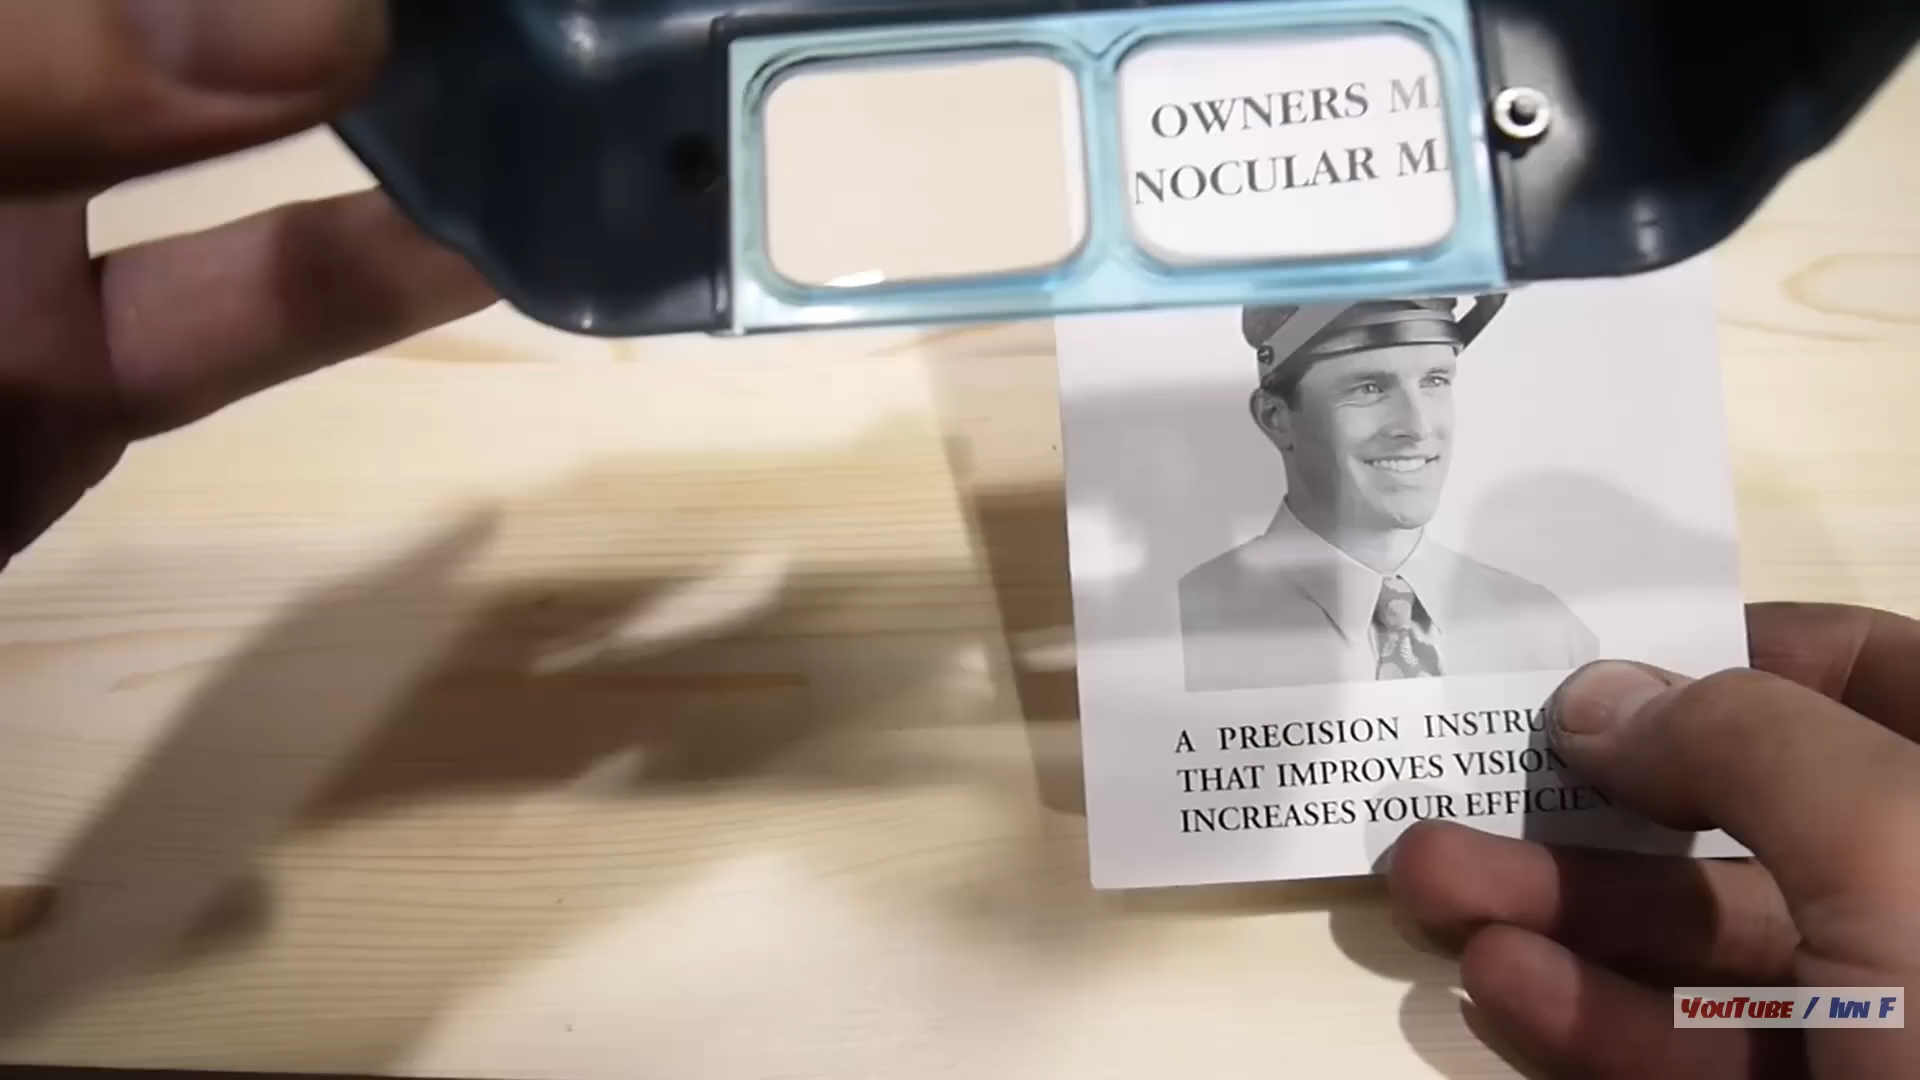 OWNERS M
NOCULAR M
A PRECISION INSTRU
THAT IMPROVES VISION
INCREASES YOUR EFFICIEN
YouTube / Ivn F